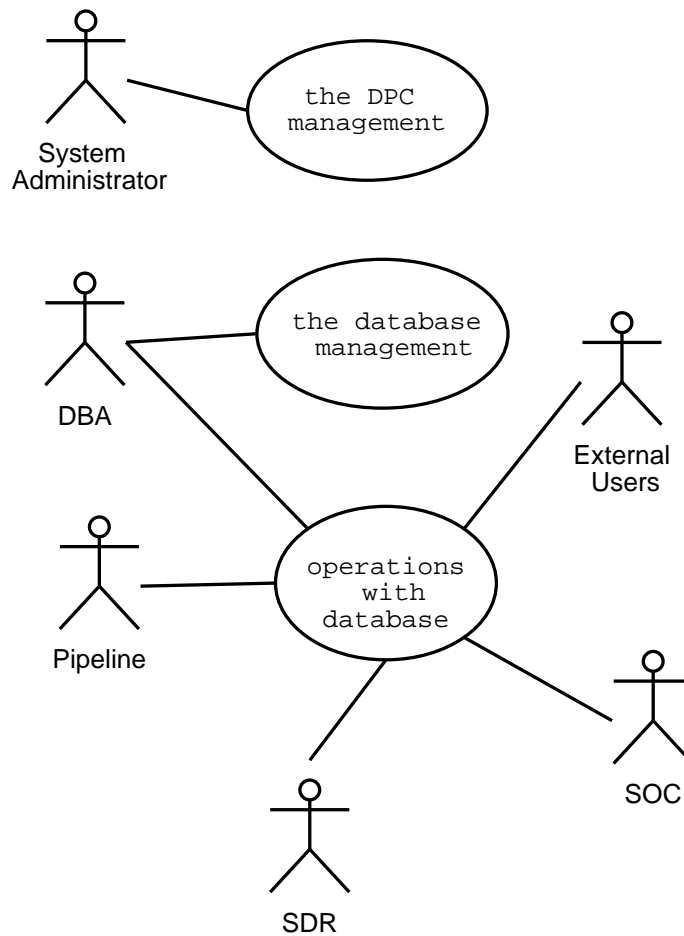 the DPC
management
System
Administrator
the database
management
DBA
External
Users
operations
with
database
Pipeline
SOC
SDR